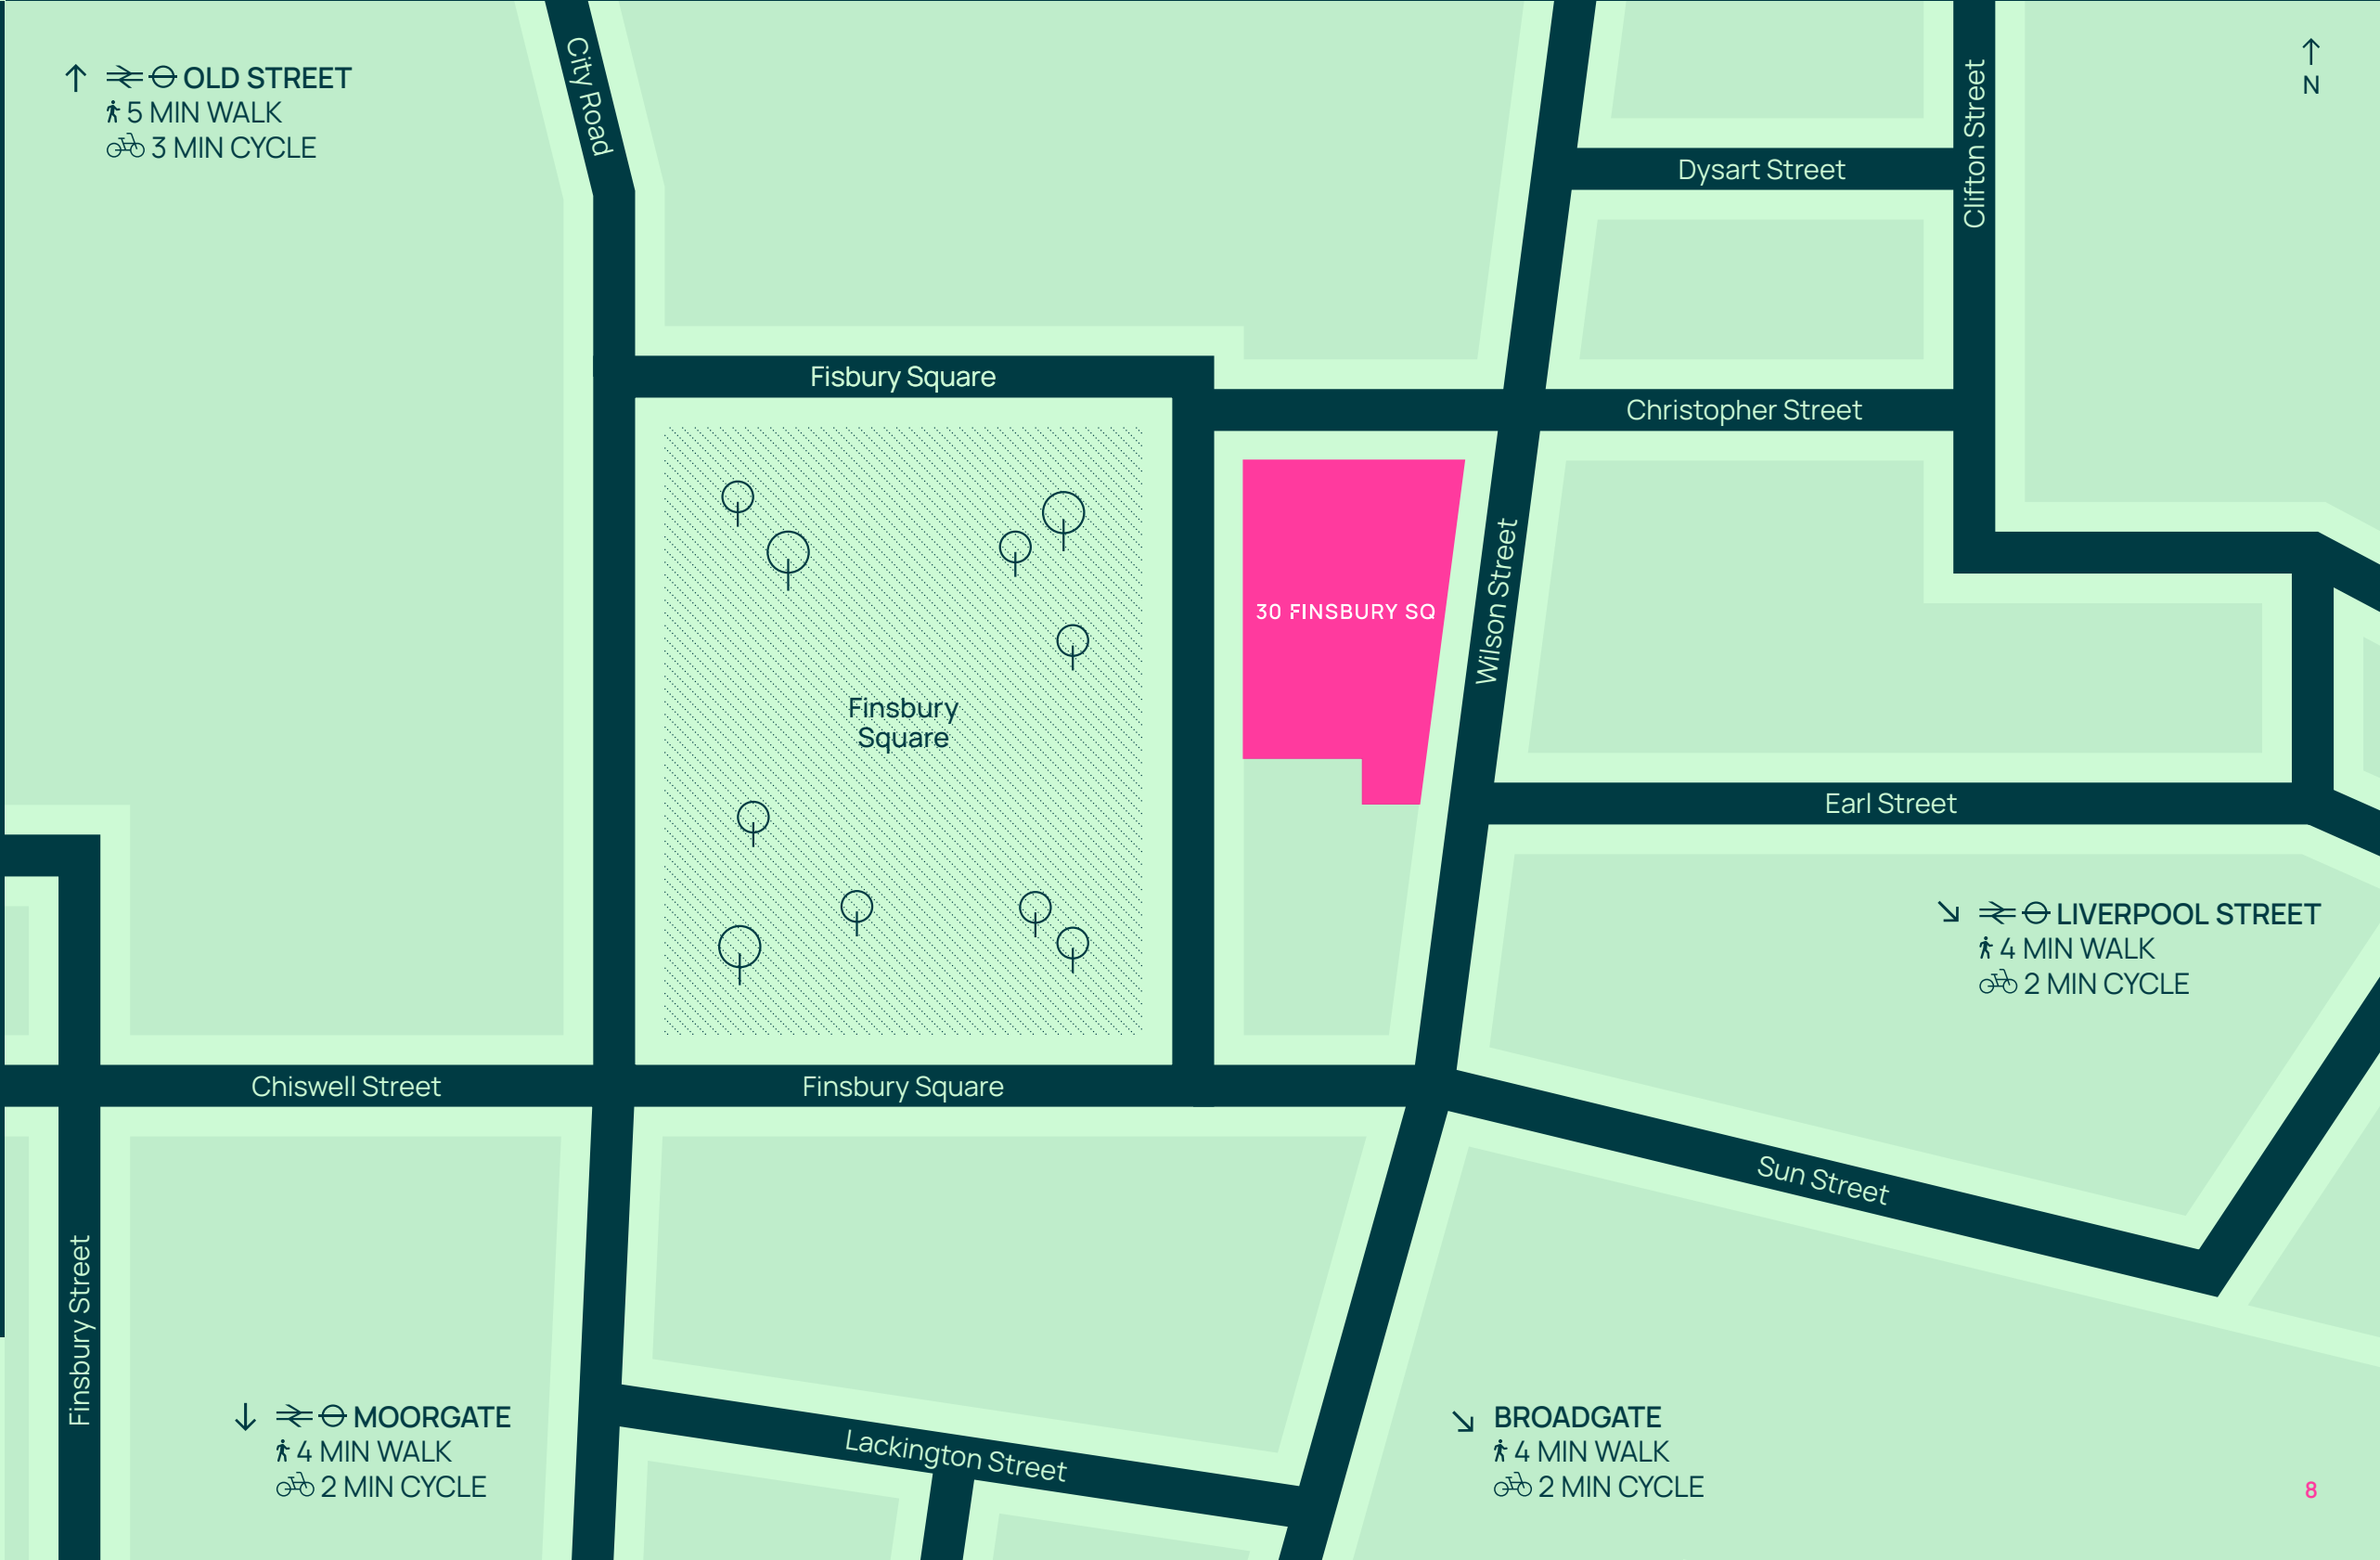 City Road
OLD STREET
5 MIN WALK
3 MIN CYCLE
N
Clifton Street
Dysart Street
Fisbury Square
Christopher Street
30 FINSBURY SQ
Wilson Street
Finsbury
Square
Earl Street
LIVERPOOL STREET
4 MIN WALK
2 MIN CYCLE
Chiswell Street
Finsbury Square
Sun Street
Finsbury Street
MOORGATE
4 MIN WALK
2 MIN CYCLE
Lackington Street
BROADGATE
4 MIN WALK
2 MIN CYCLE
8